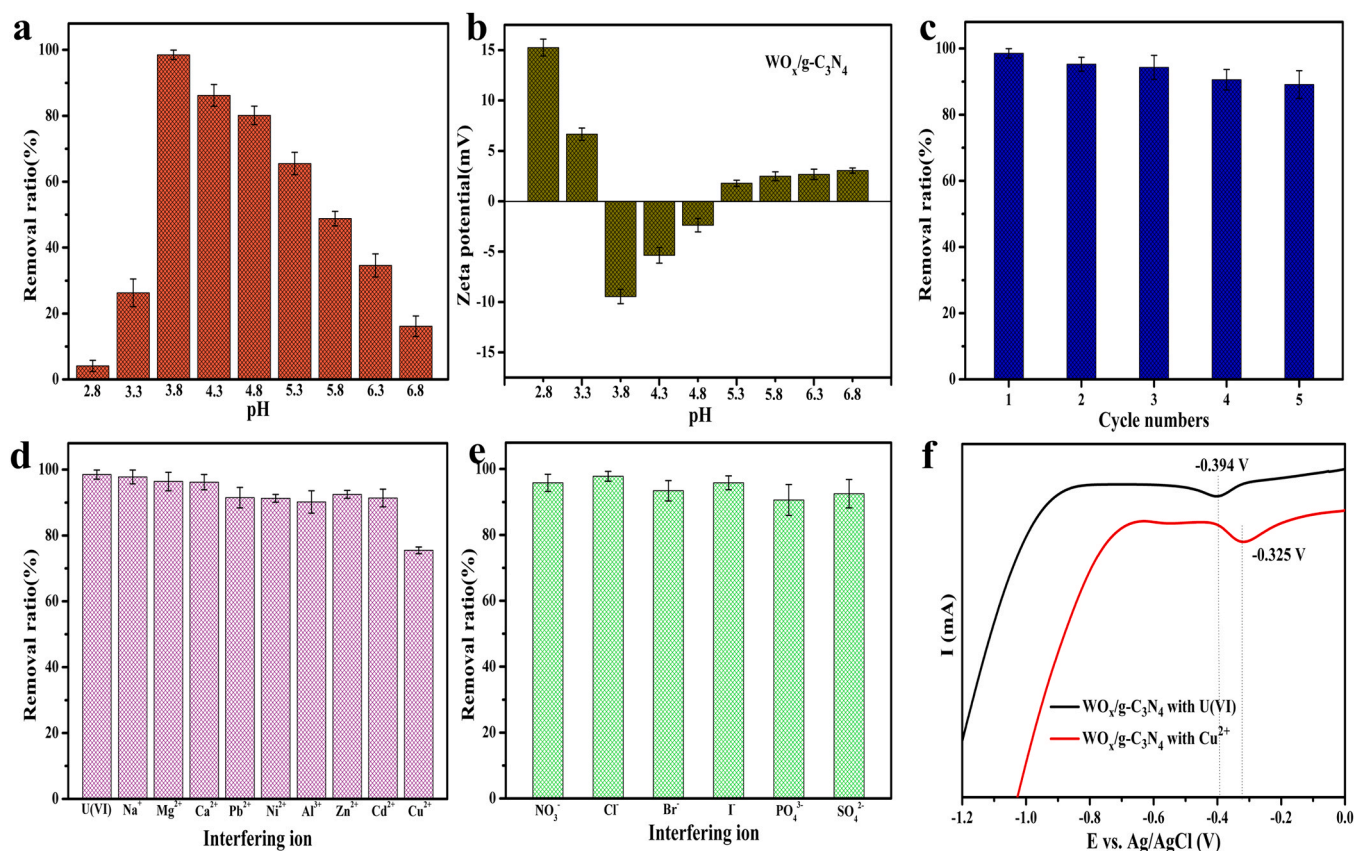 a
Removal ratio(%)
100
80
60
40
20
0
2.8 3.3 3.8 4.3 4.8 5.3 5.8 6.3 6.8
pH
b
WOx/g-C3N4
Zeta potential(mV)
15
10
5
0
-5
-10
-15
2.8 3.3 3.8 4.3 4.8 5.3 5.8 6.3 6.8
pH
c
Removal ratio(%)
100
80
60
40
20
0
1 2 3 4 5
Cycle numbers
d
Removal ratio(%)
100
80
60
40
20
0
U(VI) Na+ Mg2+ Ca2+ Pb2+ Ni2+ Al3+ Zn2+ Cd2+ Cu2+
Interfering ion
e
Removal ratio(%)
100
80
60
40
20
0
NO3- Cl- Br- I- PO43- SO42-
Interfering ion
f
-0.394 V
-0.325 V
I (mA)
WOx/g-C3N4 with U(VI)
WOx/g-C3N4 with Cu2+
-1.2 -1.0 -0.8 -0.6 -0.4 -0.2 0.0
E vs. Ag/AgCl (V)